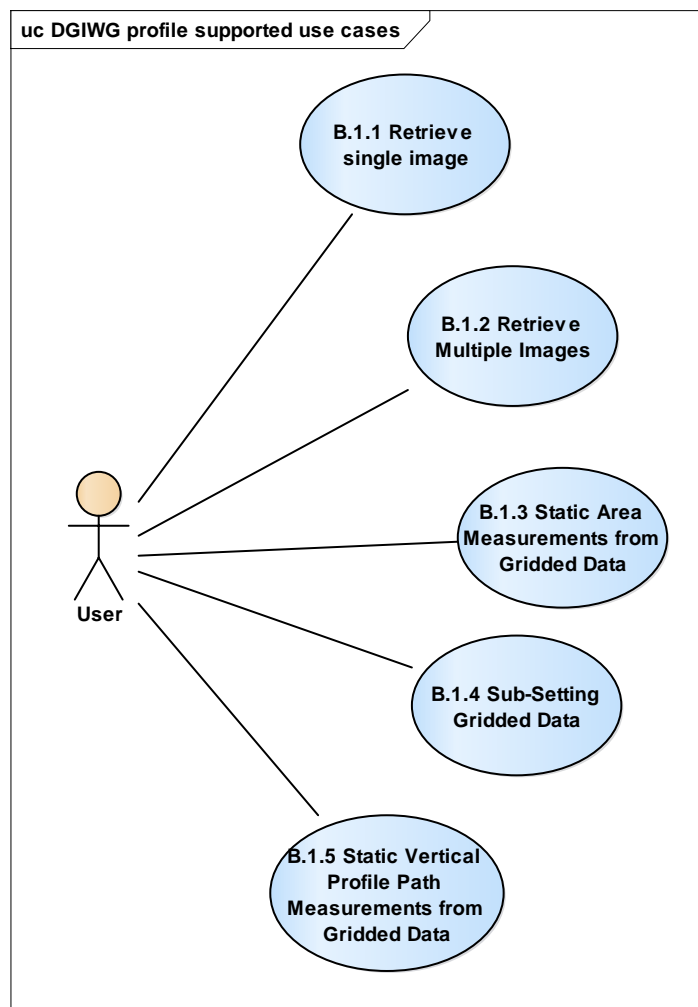 uc DGIWG profile supported use cases
B.1.1 Retrieve
single image
B.1.2 Retrieve
Multiple Images
B.1.3 Static Area
Measurements from
Gridded Data
User
B.1.4 Sub-Setting
Gridded Data
B.1.5 Static Vertical
Profile Path
Measurements from
Gridded Data